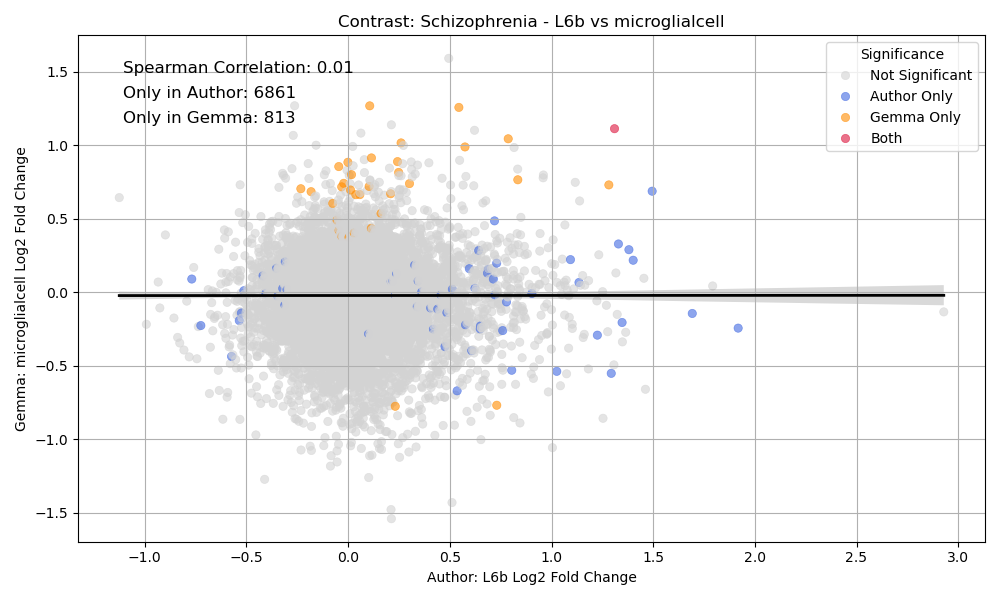 Contrast: Schizophrenia - L6b vs microglialcell
Spearman Correlation: 0.01
Only in Author: 6861
Only in Gemma: 813
Significance
Not Significant
Author Only
Gemma Only
Both
Gemma: microglialcell Log2 Fold Change
1.5
1.0
0.5
0.0
−0.5
−1.0
−1.5
−1.0 −0.5 0.0 0.5 1.0 1.5 2.0 2.5 3.0
Author: L6b Log2 Fold Change